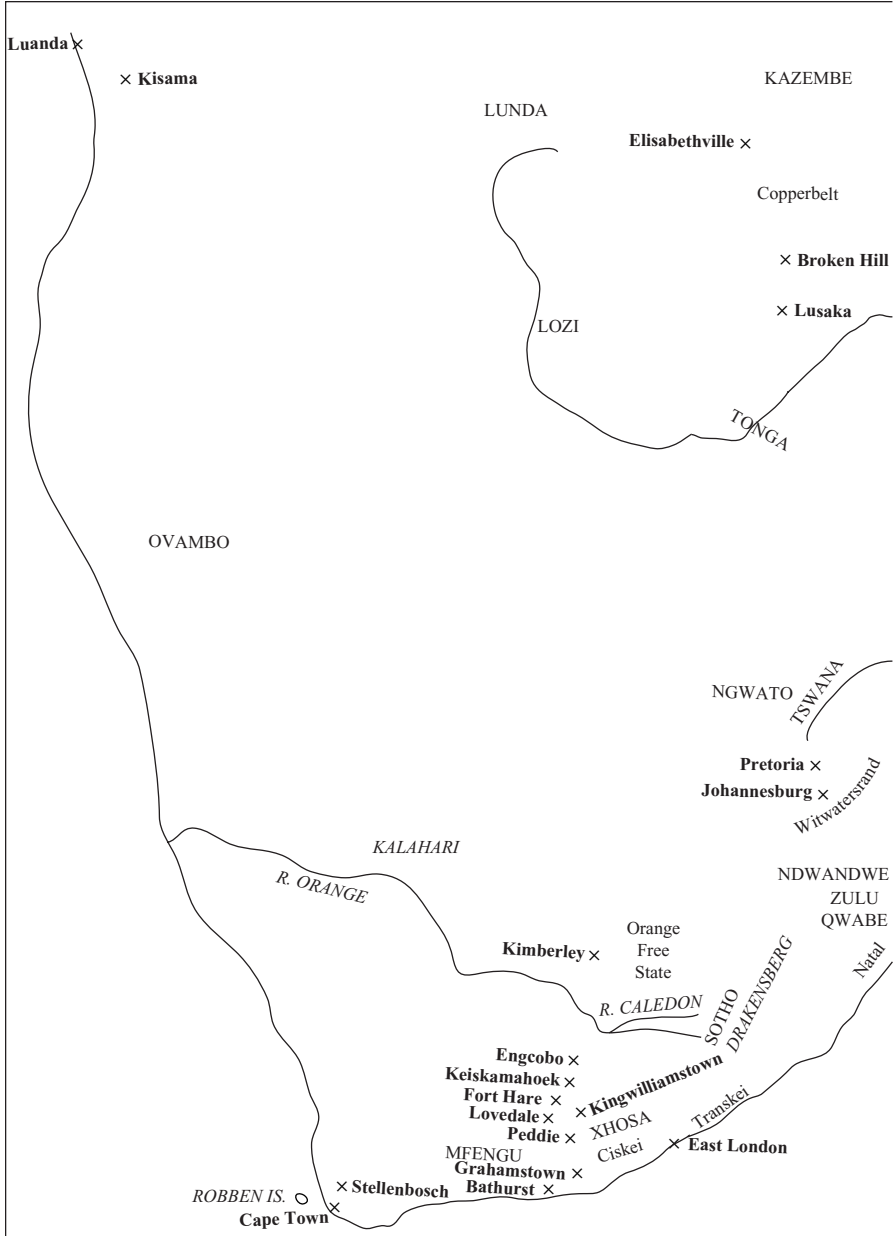 Luanda
Kisama
KAZEMBE
LUNDA
Elisabethville
Copperbelt
Broken Hill
Lusaka
LOZI
TONGA
OVAMBO
NGWATO
TSWANA
Pretoria
Johannesburg
Witwatersrand
KALAHARI
R. ORANGE
NDWANDWE
ZULU
QWABE
Natal
Kimberley
Orange
Free
State
R. CALEDON
SOTHO
DRAKENSBERG
Engcobo
Keiskamahoek
Fort Hare
Kingwilliamstown
Lovedale
Peddie
XHOSA
Ciskei
Transkei
East London
MFENGU
Grahamstown
Bathurst
Stellenbosch
ROBBEN IS.
Cape Town